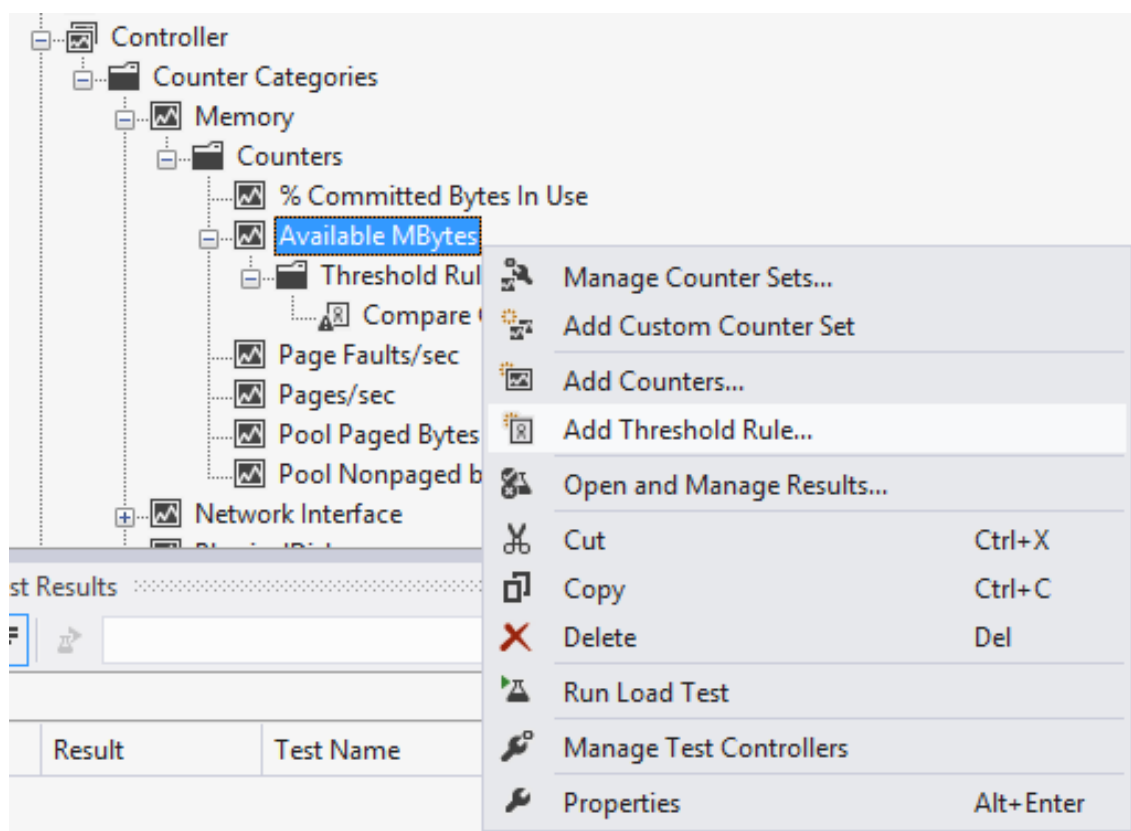 Controller
Counter Categories
Memory
Counters
% Committed Bytes In Use
Available MBytes
Threshold Rul
Compare
Page Faults/sec
Pages/sec
Pool Paged Bytes
Pool Nonpaged b
Network Interface
Manage Counter Sets...
Add Custom Counter Set
Add Counters...
Add Threshold Rule...
Open and Manage Results...
Cut Ctrl+X
Copy Ctrl+C
Delete Del
Run Load Test
Manage Test Controllers
Properties Alt+Enter
st Results
Result Test Name